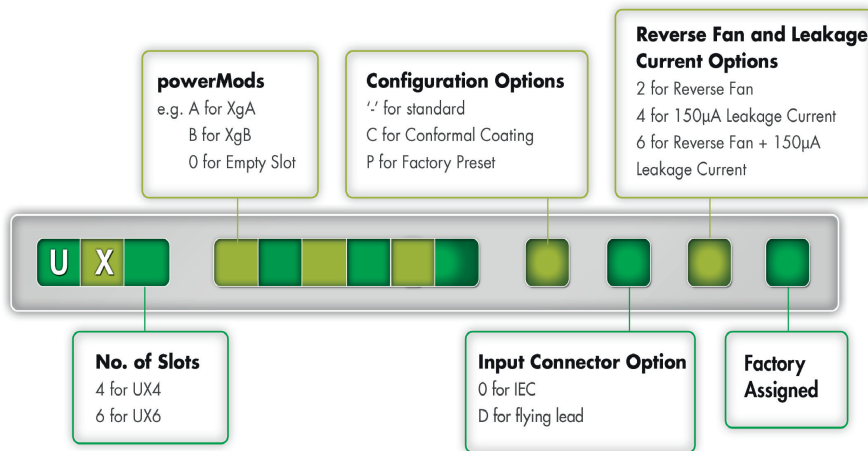 Reverse Fan and Leakage
Current Options
2 for Reverse Fan
4 for 150µA Leakage Current
6 for Reverse Fan + 150µA
Leakage Current
powerMods
e.g. A for XgA
B for XgB
0 for Empty Slot
Configuration Options
‘-’ for standard
C for Conformal Coating
P for Factory Preset
U X
No. of Slots
4 for UX4
6 for UX6
Input Connector Option
0 for IEC
D for flying lead
Factory
Assigned